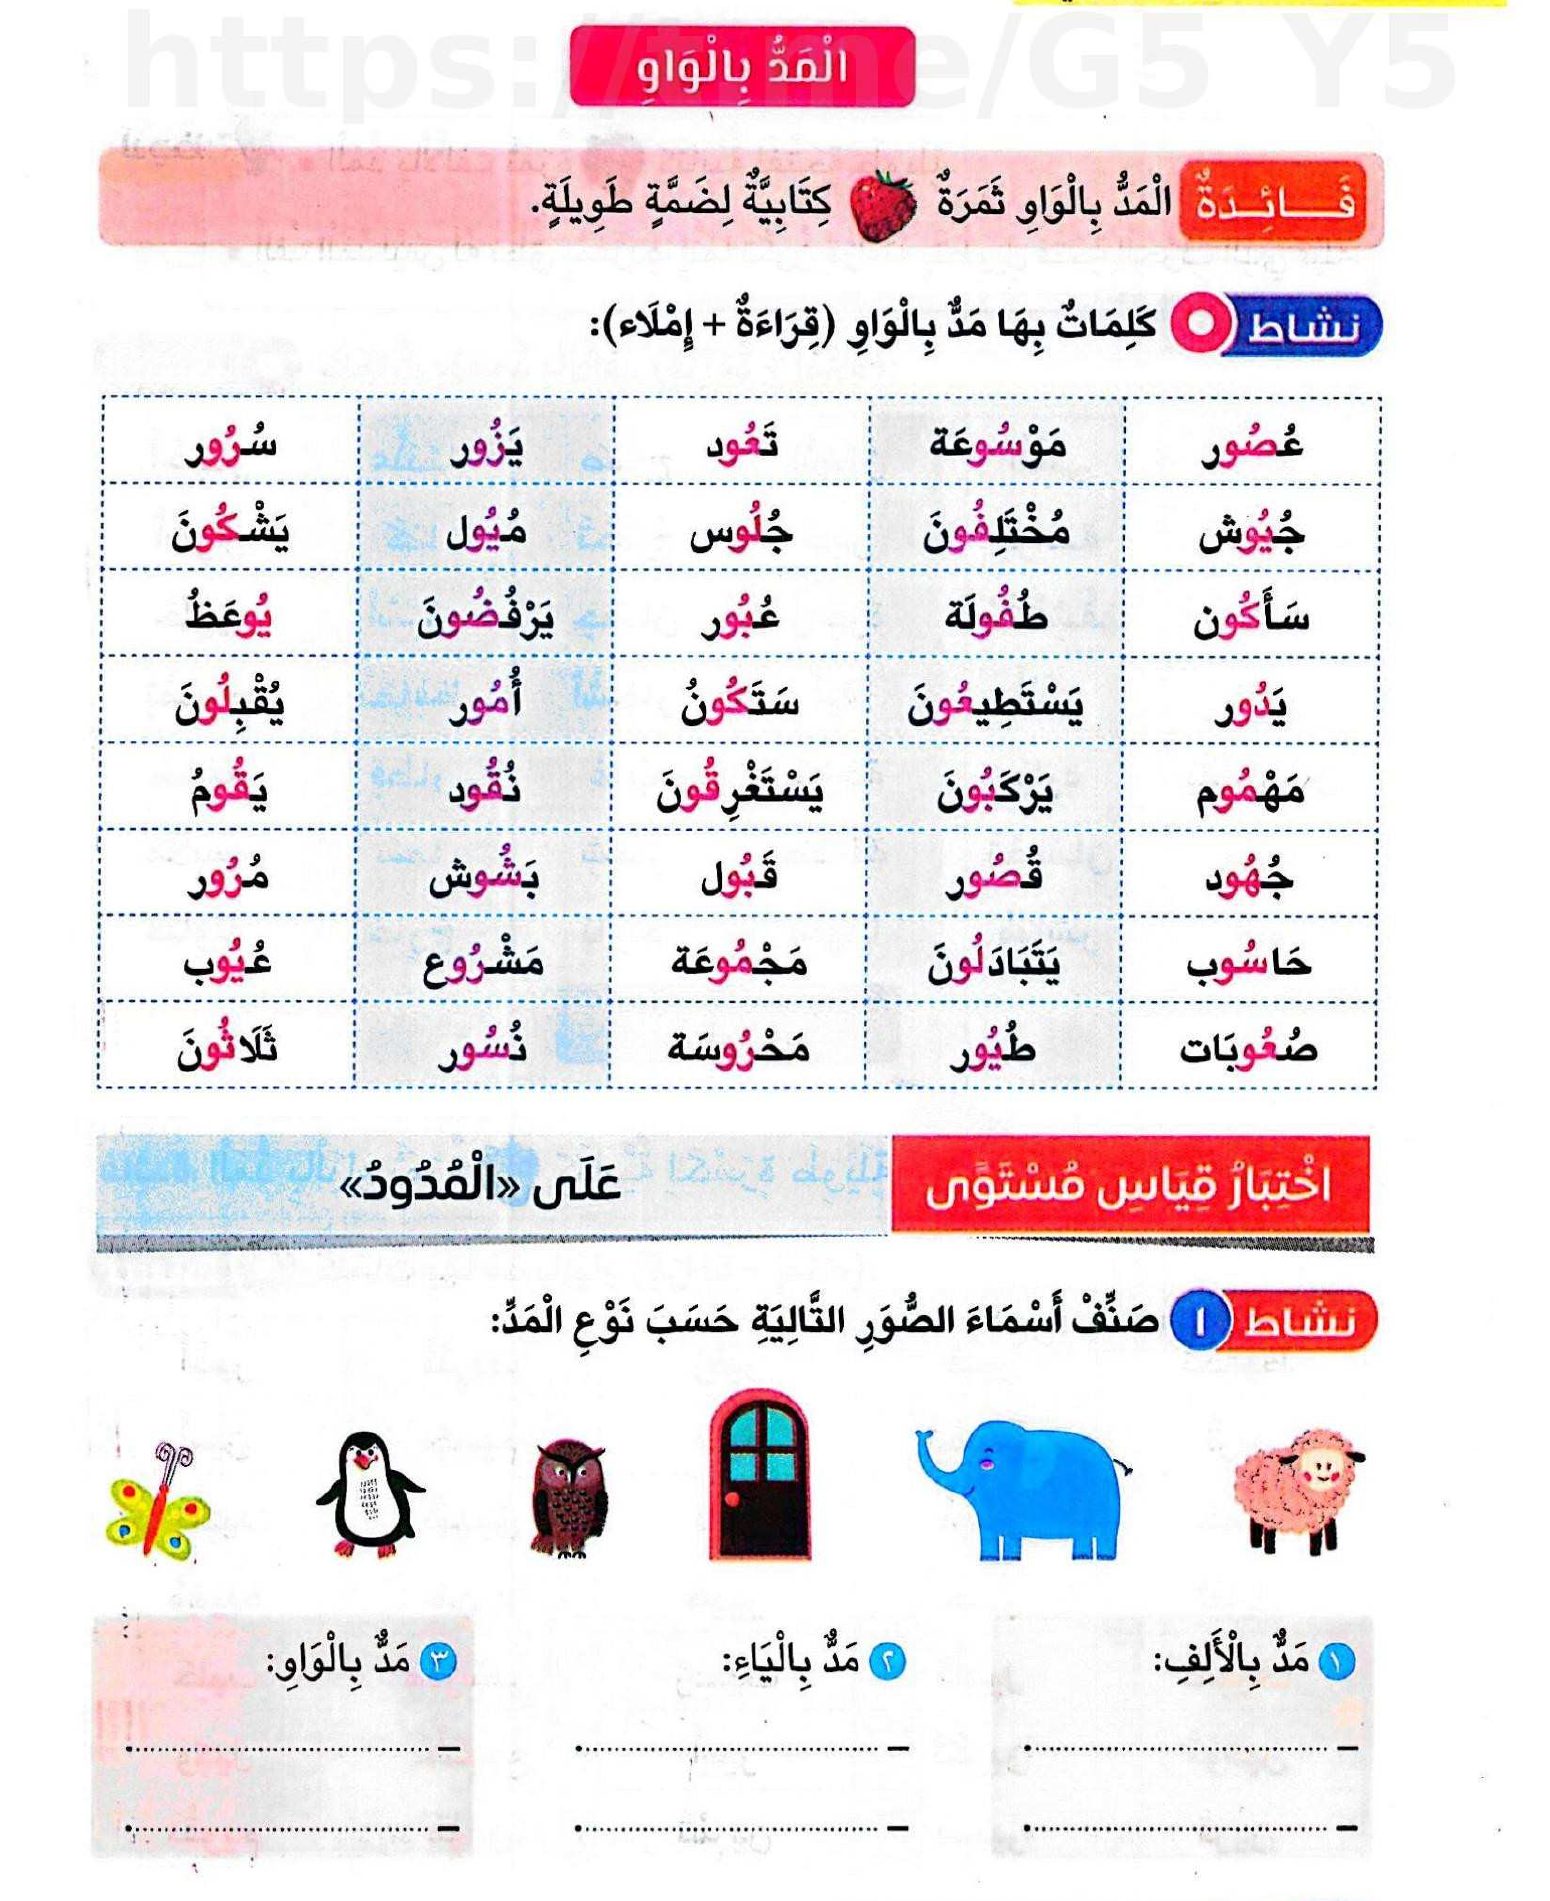 https://t.me/G5_Y5
الْمَدُّ بِالْوَاوِ
فَـــائِـــدَةٌ الْمَدُّ بِالْوَاوِ ثَمَرَةٌ كِتَابِيَّةٌ لِضَمَّةٍ طَوِيلَةٍ.
نشاط كَلِمَاتٌ بِهَا مَدٌّ بِالْوَاوِ (قِرَاءَةٌ + إِمْلَاء):
عُصُور مَوْسُوعَة تَعُود يَزُور سُرُور
جُيُوش مُخْتَلِفُونَ جُلُوس مُيُول يَشْكُونَ
سَأَكُون طُفُولَة عُبُور يَرْفُضُونَ يُوعَظُ
يَدُور يَسْتَطِيعُونَ سَتَكُونُ أُمُور يُقْبِلُونَ
مَهْمُوم يَرْكَبُونَ يَسْتَغْرِقُونَ نُقُود يَقُومُ
جُهُود قُصُور قَبُول بَشُوش مُرُور
حَاسُوب يَتَبَادَلُونَ مَجْمُوعَة مَشْرُوع عُيُوب
صُعُوبَات طُيُور مَحْرُوسَة نُسُور ثَلَاثُونَ
اخْتِبَارُ قِيَاسِ مُسْتَوًى عَلَى «الْمُدُودُ»
نشاط ١ صَنِّفْ أَسْمَاءَ الصُّوَرِ التَّالِيَةِ حَسَبَ نَوْعِ الْمَدِّ:
١ مَدٌّ بِالْأَلِفِ: ٢ مَدٌّ بِالْيَاءِ: ٣ مَدٌّ بِالْوَاوِ: